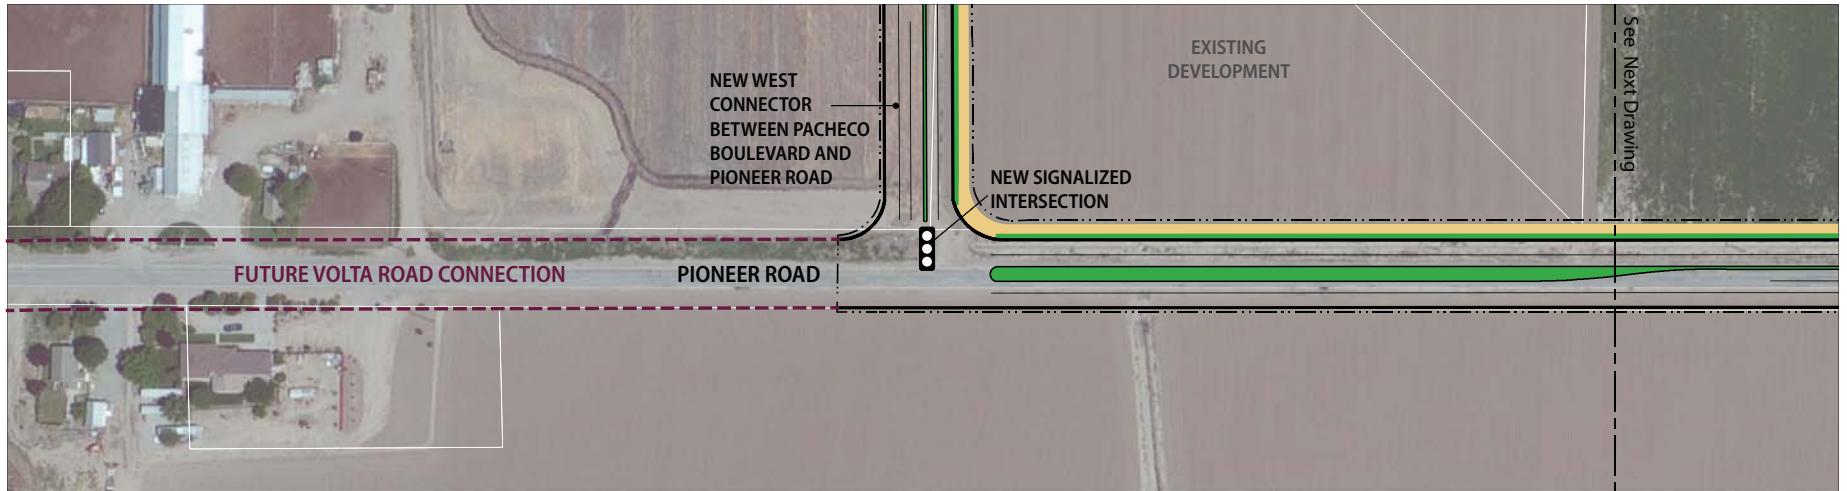 NEW WEST
CONNECTOR
BETWEEN PACHECO
BOULEVARD AND
PIONEER ROAD
EXISTING
DEVELOPMENT
See Next Drawing
NEW SIGNALIZED
INTERSECTION
FUTURE VOLTA ROAD CONNECTION
PIONEER ROAD